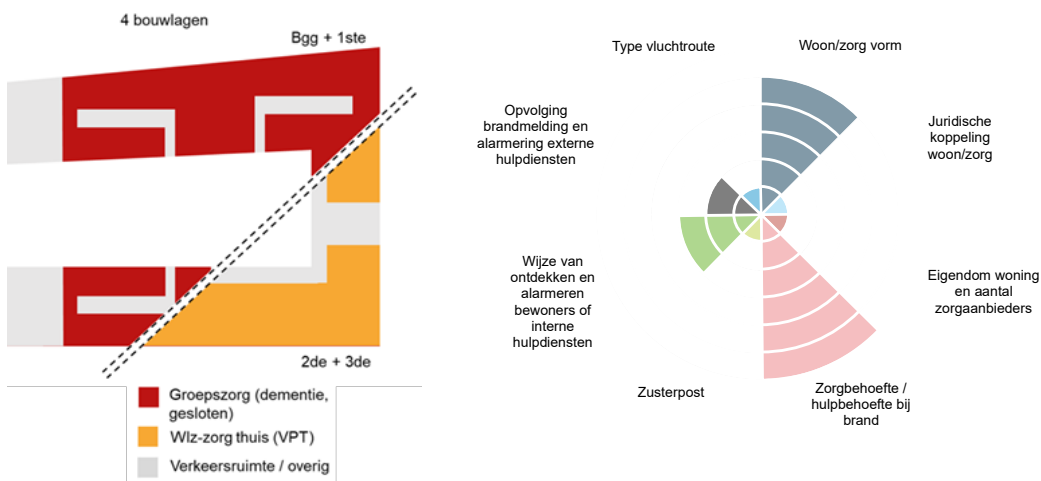 4 bouwlagen
Bgg + 1ste
2de + 3de
Groepszorg (dementie,
gesloten)
Wlz-zorg thuis (VPT)
Verkeersruimte / overig
Type vluchtroute
Woon/zorg vorm
Opvolging
brandmelding en
alarmering externe
hulpdiensten
Juridische
koppeling
woon/zorg
Wijze van
ontdekken en
alarmeren
bewoners of
interne
hulpdiensten
Eigendom woning
en aantal
zorgaanbieders
Zusterpost
Zorgbehoefte /
hulpbehoefte bij
brand